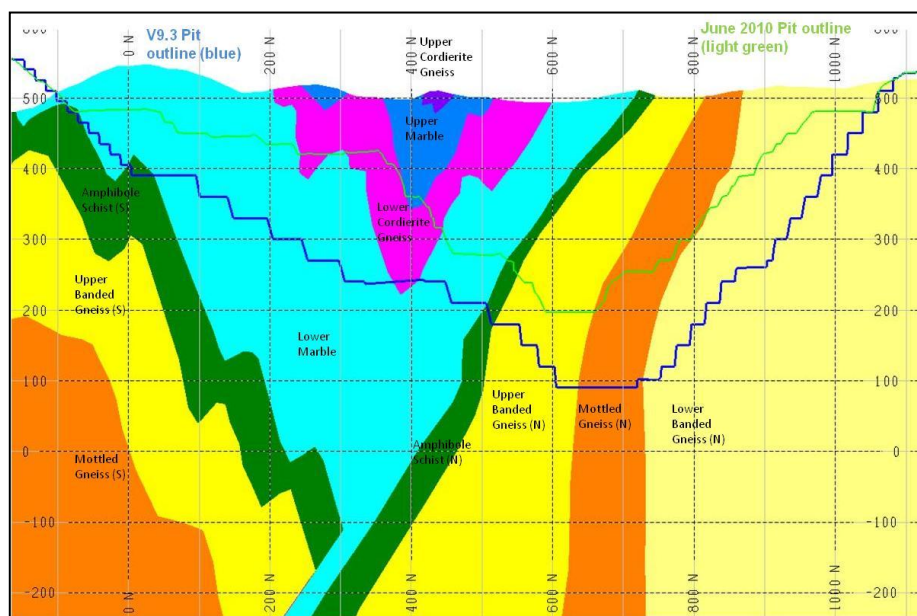 V9.3 Pit
outline (blue)
Upper
Cordierite
Gneiss
June 2010 Pit outline
(light green)
0 N
200 N
400 N
600 N
800 N
1000 N
500
500
Upper
Marble
400
400
Amphibole
Schist (S)
Lower
Cordierite
Gneiss
300
300
Upper
Banded
Gneiss (S)
200
200
Lower
Marble
100
100
Upper
Banded
Gneiss (N)
Mottled
Gneiss (N)
Lower
Banded
Gneiss (N)
0
0
Mottled
Gneiss (S)
Amphibole
Schist (N)
-100
-100
-200
-200
0 N
200 N
400 N
600 N
800 N
1000 N